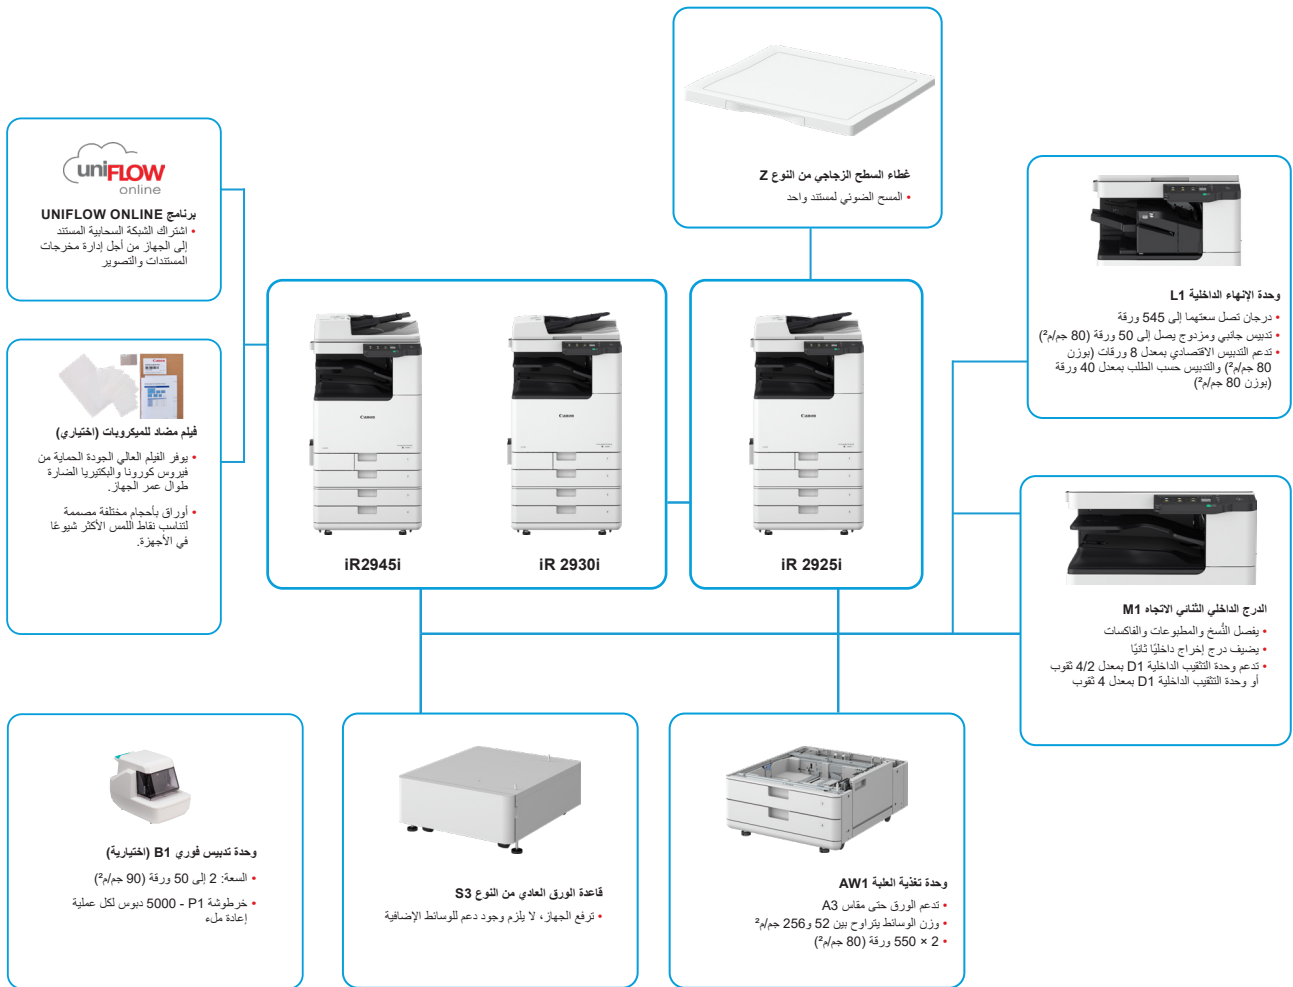 غطاء السطح الزجاجي من النوع Z
• المسح الضوئي لمستند واحد
uniFLOW
online
برنامج UNIFLOW ONLINE
• اشتراك الشبكة السحابية المستند
إلى الجهاز من أجل إدارة مخرجات
المستندات والتصوير
وحدة الإنهاء الداخلية L1
• درجان تصل سعتهما إلى 545 ورقة
• تدبيس جانبي ومزدوج يصل إلى 50 ورقة (80 جم/م²)
• تدعم التدبيس الاقتصادي بمعدل 8 ورقات (بوزن
80 جم/م²) والتدبيس حسب الطلب بمعدل 40 ورقة
(بوزن 80 جم/م²)
فيلم مضاد للميكروبات (اختياري)
• يوفر الفيلم العالي الجودة الحماية من
فيروس كورونا والبكتيريا الضارة
طوال عمر الجهاز.
• أوراق بأحجام مختلفة مصممة
لتناسب نقاط اللمس الأكثر شيوعًا
في الأجهزة.
Canon
Canon
Canon
Canon
iR2945i
iR 2930i
iR 2925i
الدرج الداخلي الثنائي الاتجاه M1
• يفصل النُّسخ والمطبوعات والفاكسات
• يضيف درج إخراج داخليًا ثانيًا
• تدعم وحدة التثقيب الداخلية D1 بمعدل 4/2 ثقوب
أو وحدة التثقيب الداخلية D1 بمعدل 4 ثقوب
وحدة تغذية العلبة AW1
• تدعم الورق حتى مقاس A3
• وزن الوسائط يتراوح بين 52 و256 جم/م²
• 2 × 550 ورقة (80 جم/م²)
قاعدة الورق العادي من النوع S3
• ترفع الجهاز، لا يلزم وجود دعم للوسائط الإضافية
وحدة تدبيس فوري B1 (اختيارية)
• السعة: 2 إلى 50 ورقة (90 جم/م²)
• خرطوشة P1 - 5000 دبوس لكل عملية
إعادة ملء